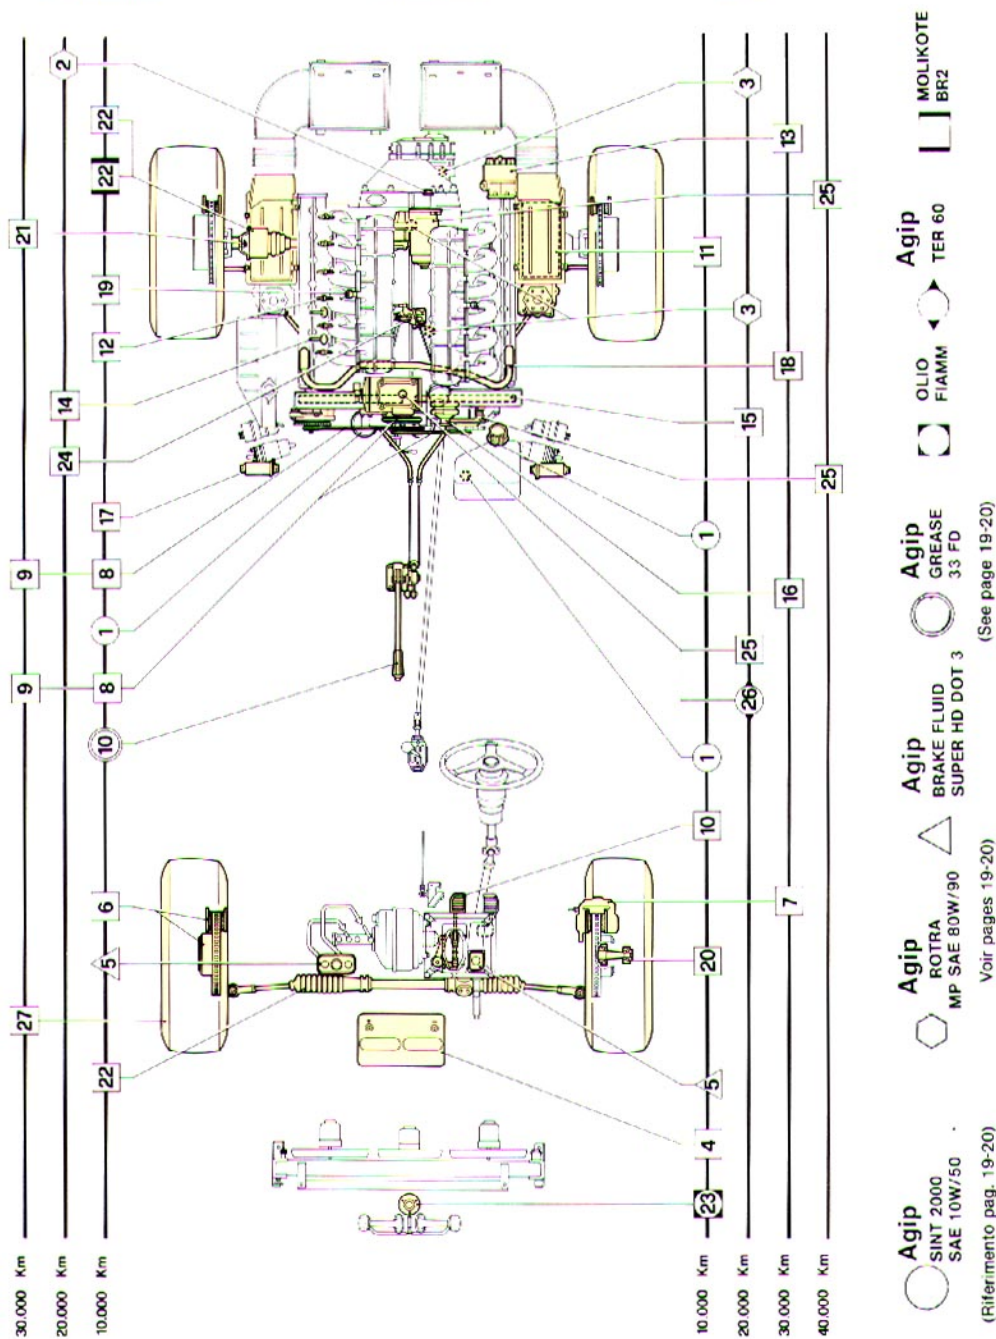 30.000 Km 27 9 9 21
20.000 Km 24 14 2
10.000 Km 22 5 6 10 8 1 8 17 12 19 22 22
10.000 Km 23 4 5 20 10 1 1 11
20.000 Km 26 25 15 3 3
30.000 Km 7 16 18 13
40.000 Km 25 25
Agip SINT 2000 SAE 10W/50
Agip ROTRA MP SAE 80W/90
Agip BRAKE FLUID SUPER HD DOT 3
Agip GREASE 33 FD
OLIO FIAMM
Agip TER 60
MOLIKOTE BR2
(Riferimento pag. 19-20) Voir pages 19-20) (See page 19-20)